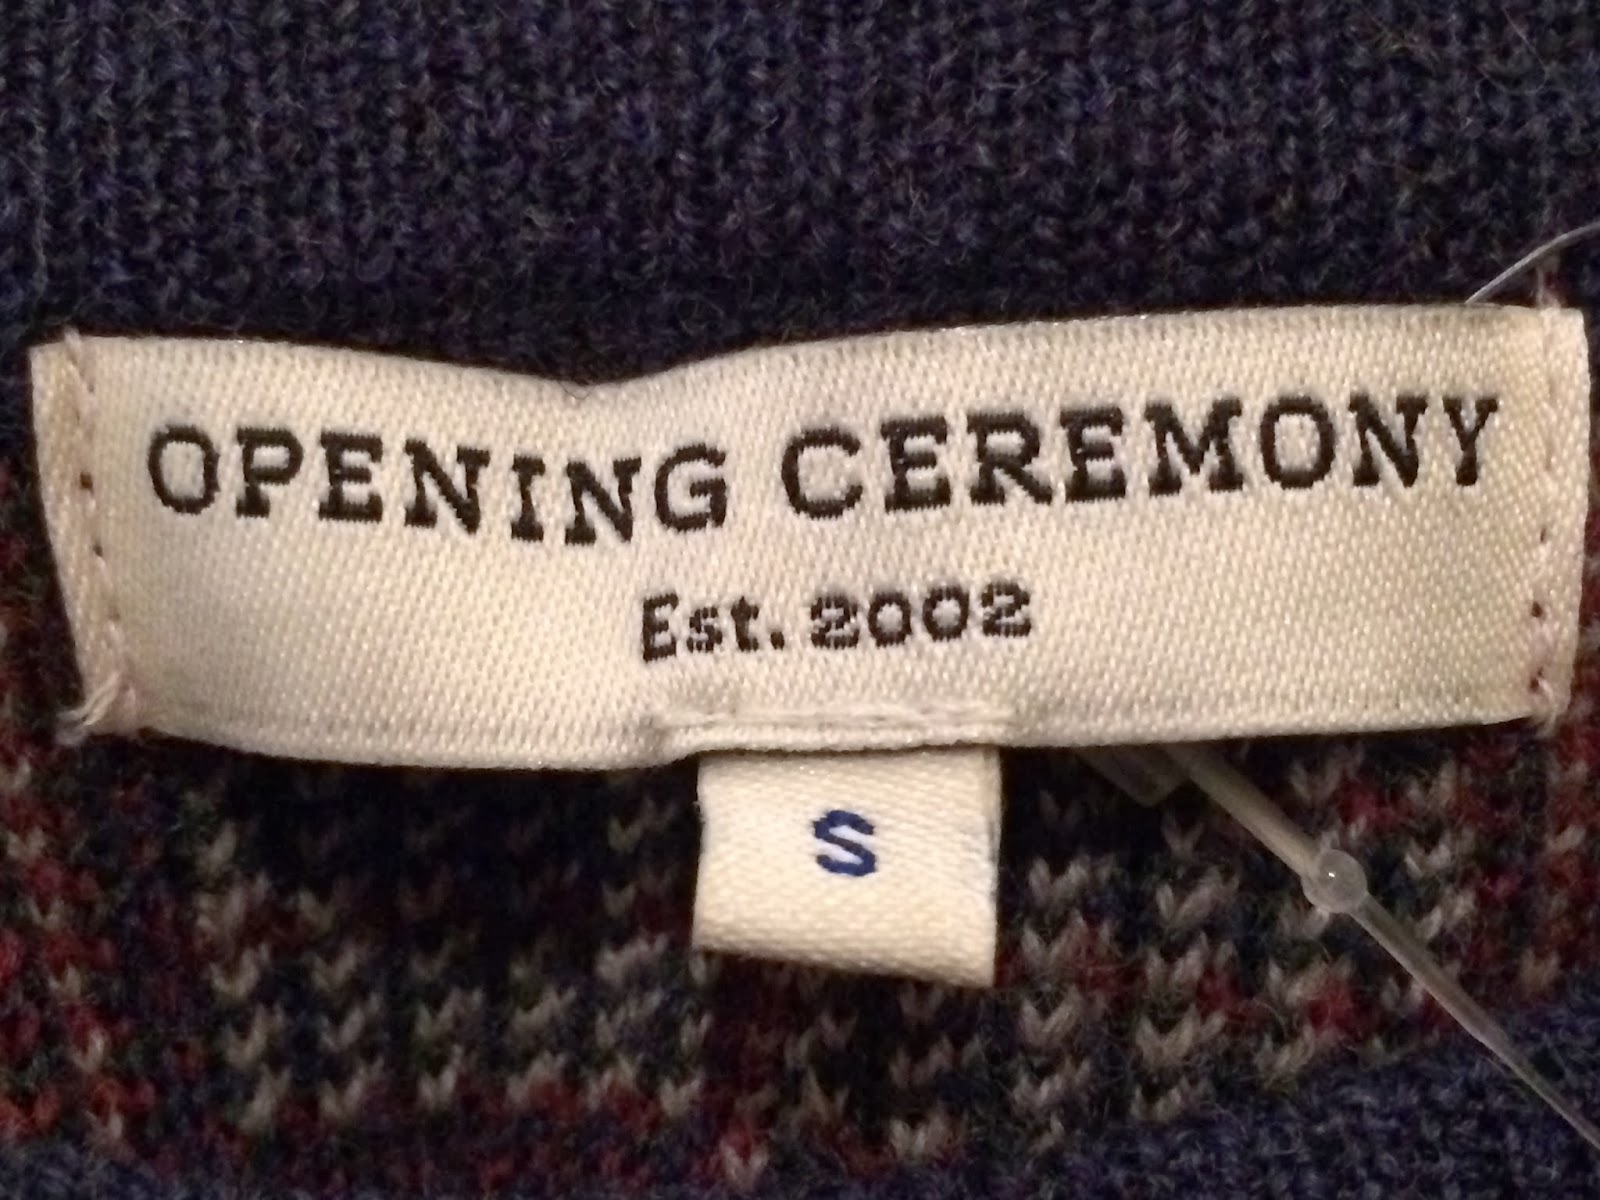 OPENING CEREMONY
Est. 2002
S